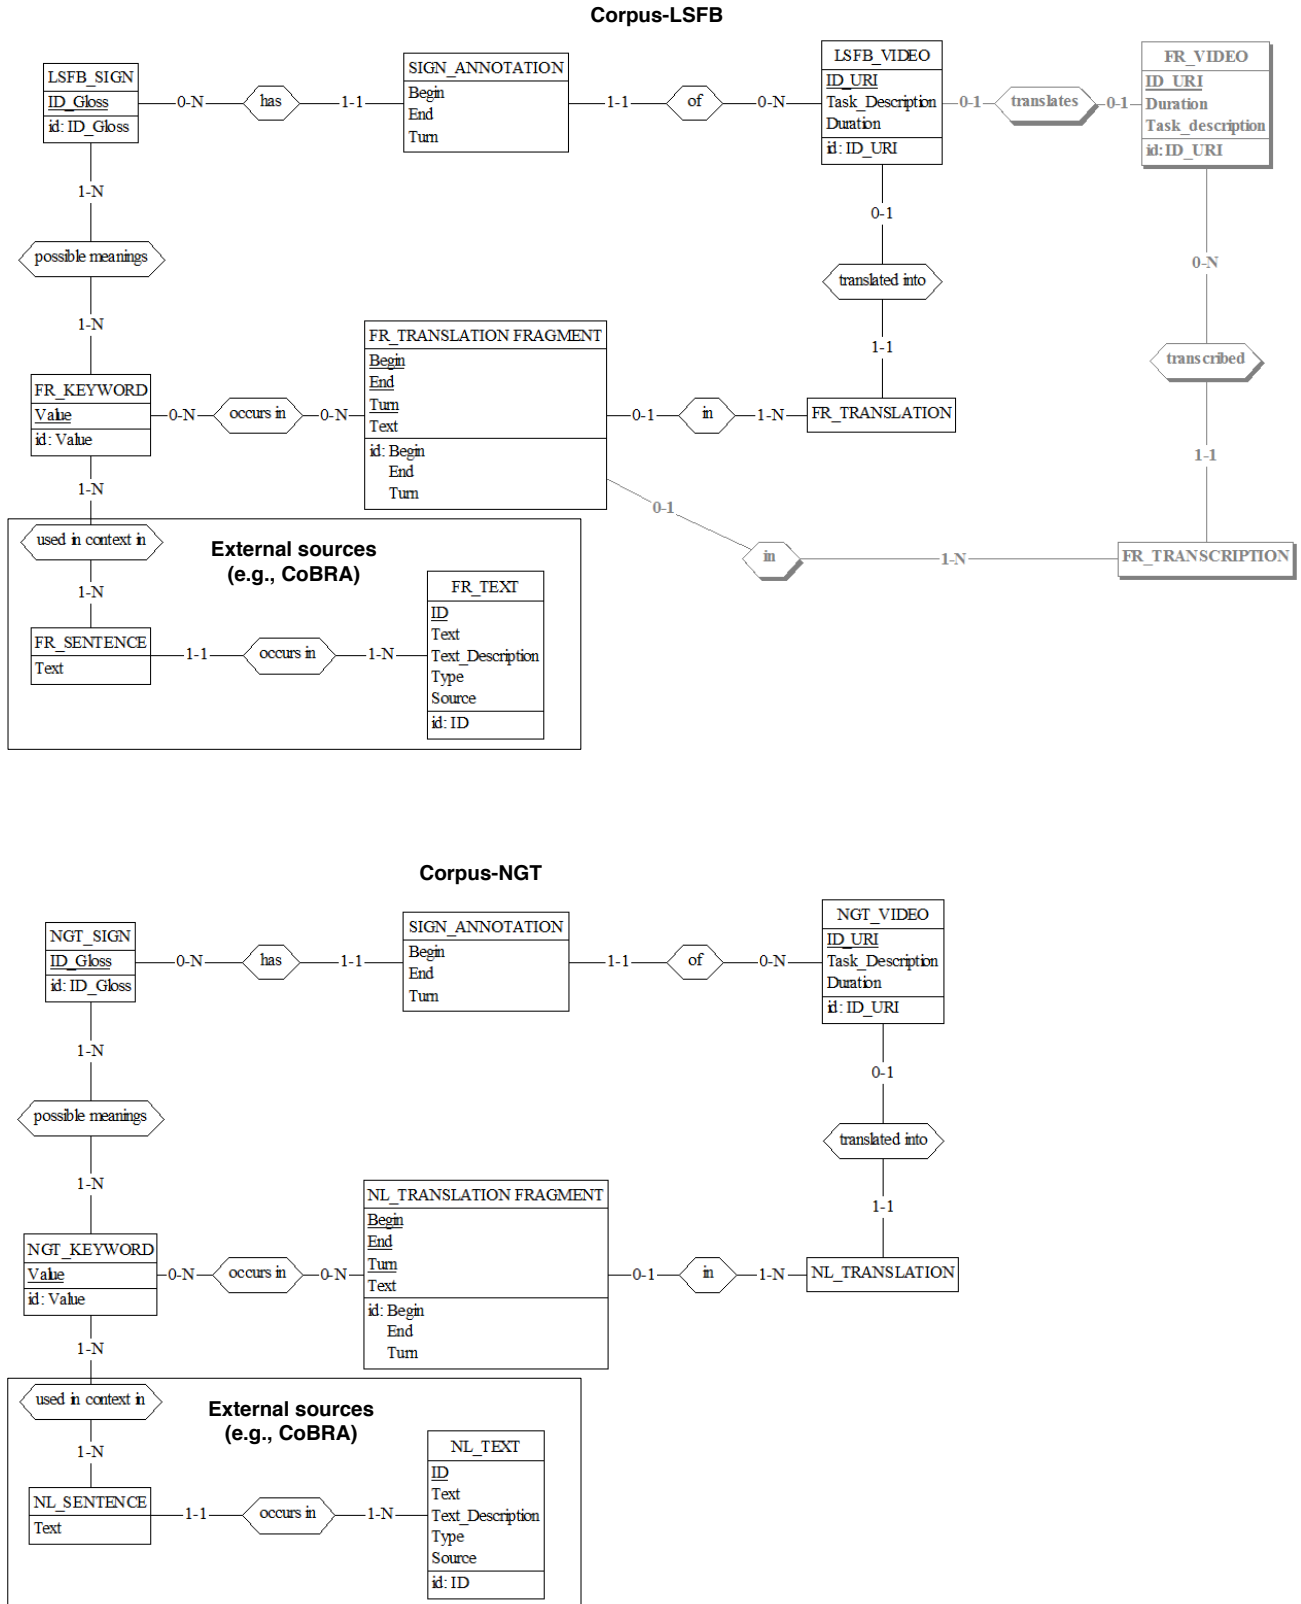 Corpus-LSFB
LSFB_SIGN
ID_Gloss
id: ID_Gloss
0-N
has
1-1
SIGN_ANNOTATION
Begin
End
Turn
1-1
of
0-N
LSFB_VIDEO
ID_URI
Task_Description
Duration
id: ID_URI
0-1
translates
0-1
FR_VIDEO
ID_URI
Duration
Task_description
id: ID_URI
1-N
possible meanings
1-N
0-1
translated into
1-1
0-N
transcribed
1-1
FR_KEYWORD
Value
id: Value
0-N
occurs in
0-N
FR_TRANSLATION FRAGMENT
Begin
End
Turn
Text
id: Begin
End
Turn
0-1
in
1-N
FR_TRANSLATION
0-1
in
1-N
FR_TRANSCRIPTION
1-N
used in context in
1-N
External sources
(e.g., CoBRA)
FR_SENTENCE
Text
1-1
occurs in
1-N
FR_TEXT
ID
Text
Text_Description
Type
Source
id: ID
Corpus-NGT
NGT_SIGN
ID_Gloss
id: ID_Gloss
0-N
has
1-1
SIGN_ANNOTATION
Begin
End
Turn
1-1
of
0-N
NGT_VIDEO
ID_URI
Task_Description
Duration
id: ID_URI
1-N
possible meanings
1-N
0-1
translated into
1-1
NGT_KEYWORD
Value
id: Value
0-N
occurs in
0-N
NL_TRANSLATION FRAGMENT
Begin
End
Turn
Text
id: Begin
End
Turn
0-1
in
1-N
NL_TRANSLATION
1-N
used in context in
1-N
External sources
(e.g., CoBRA)
NL_SENTENCE
Text
1-1
occurs in
1-N
NL_TEXT
ID
Text
Text_Description
Type
Source
id: ID